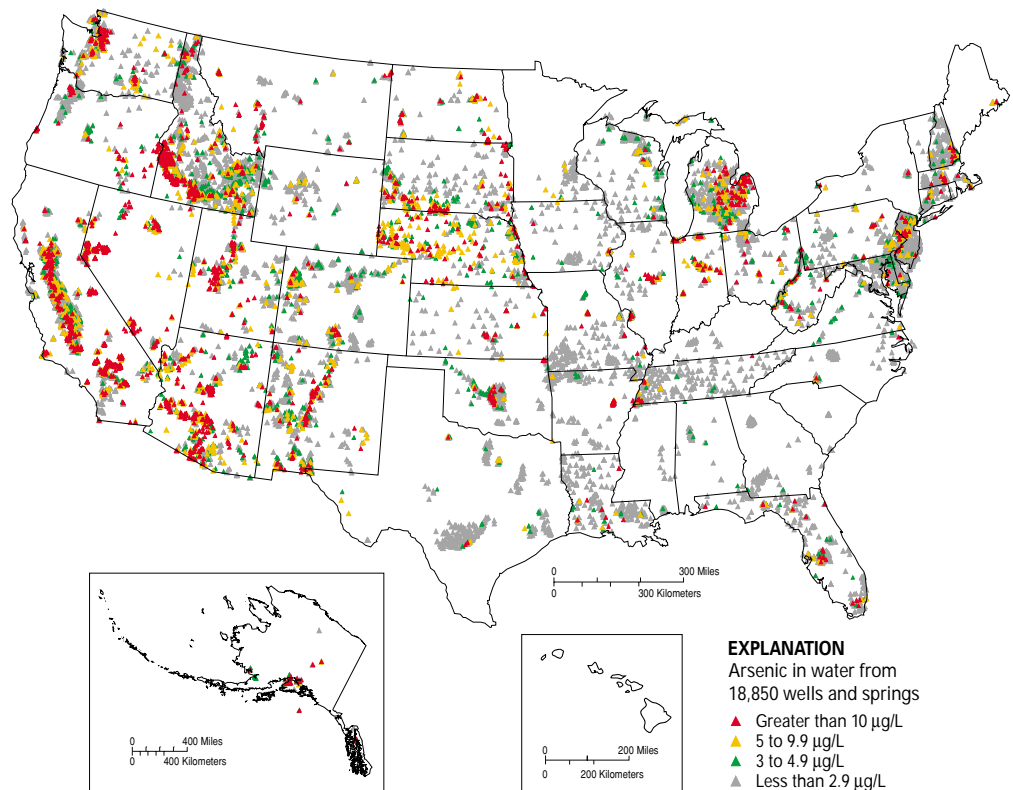 0 300 Miles
0 300 Kilometers
0 400 Miles
0 400 Kilometers
0 200 Miles
0 200 Kilometers
EXPLANATION
Arsenic in water from
18,850 wells and springs
Greater than 10 µg/L
5 to 9.9 µg/L
3 to 4.9 µg/L
Less than 2.9 µg/L